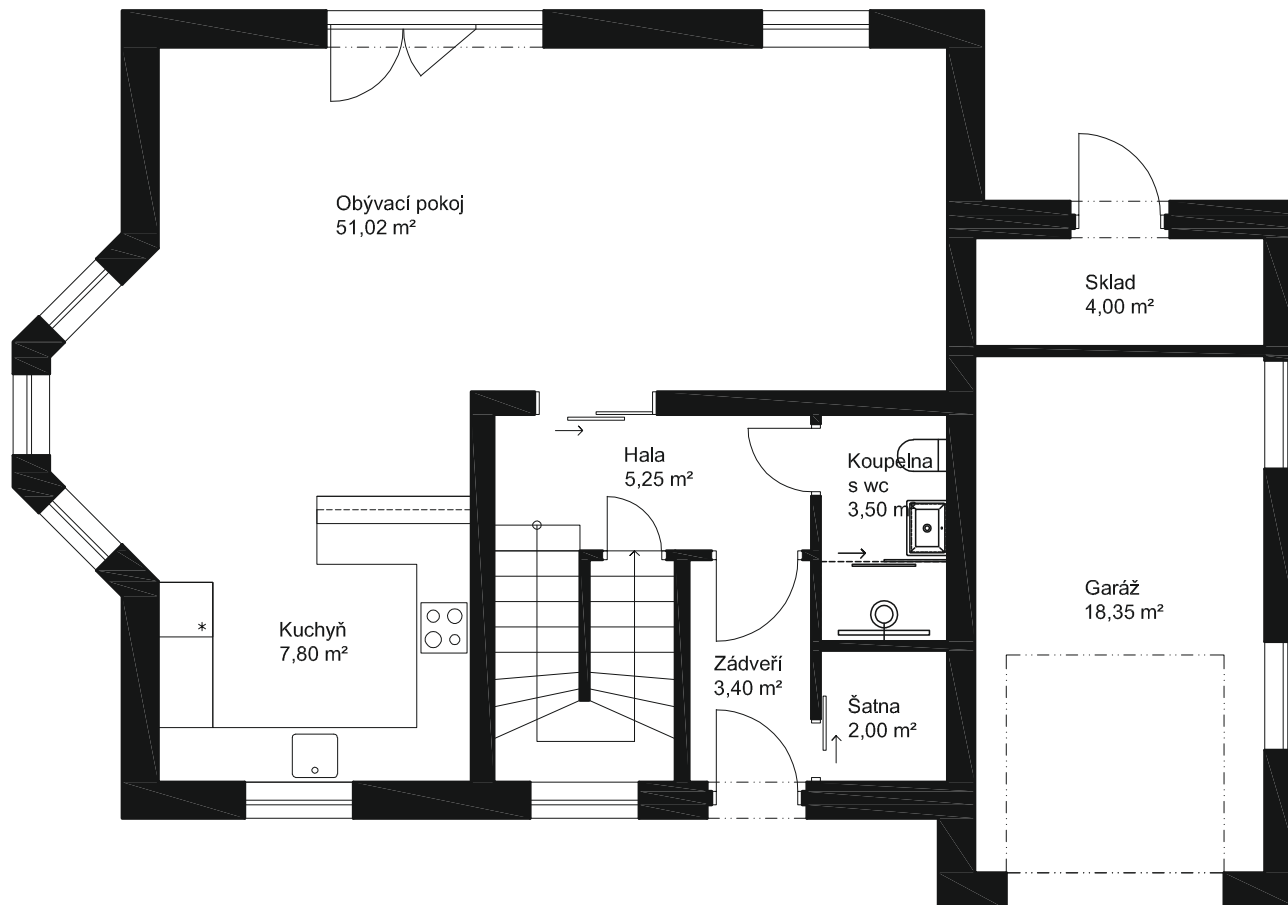 Obývací pokoj
51,02 m²
Sklad
4,00 m²
Hala
5,25 m²
Koupelna
s wc
3,50 m
Garáž
18,35 m²
Kuchyň
7,80 m²
Zádveří
3,40 m²
Šatna
2,00 m²